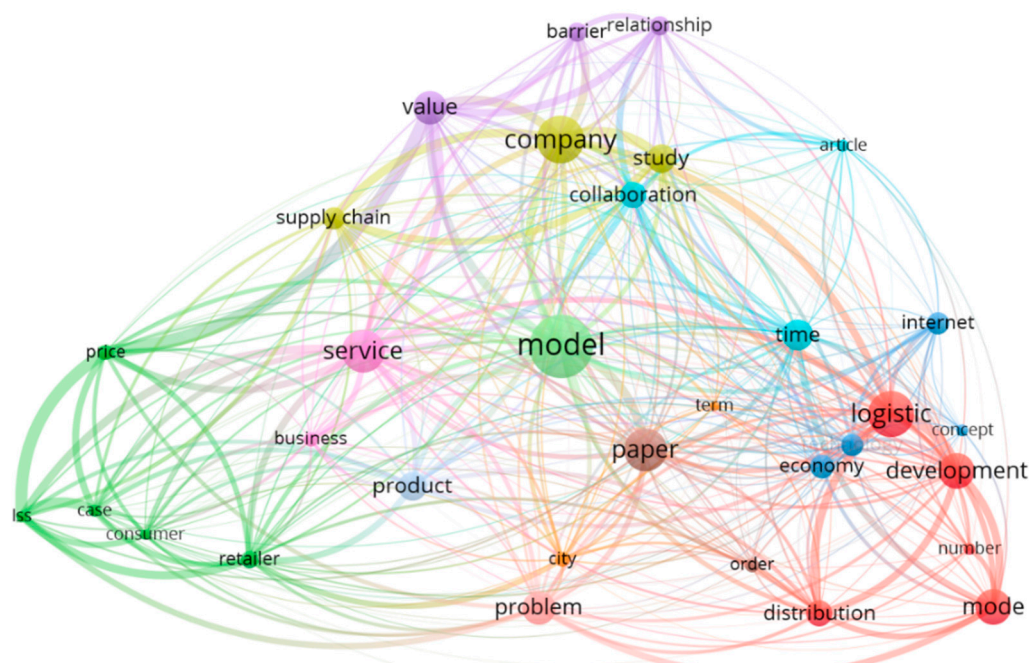 barrier
relationship
value
company
study
article
collaboration
supply chain
internet
time
price
service
model
term
logistic
concept
business
paper
economy
development
product
lss
case
consumer
retailer
city
order
number
problem
distribution
mode